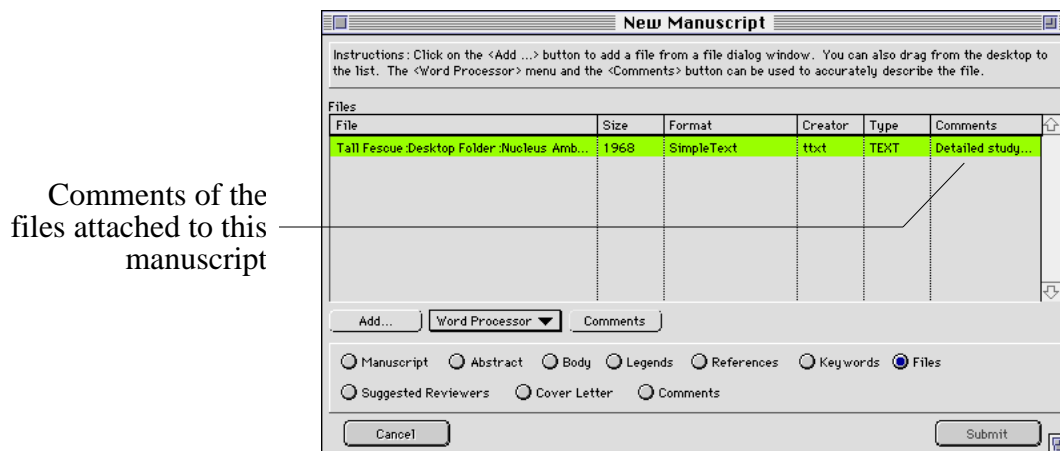 New Manuscript
Instructions: Click on the <Add ...> button to add a file from a file dialog window. You can also drag from the desktop to
the list. The <Word Processor> menu and the <Comments> button can be used to accurately describe the file.
Files
File Size Format Creator Type Comments
Tall Fescue:Desktop Folder:Nucleus Amb... 1968 SimpleText ttxt TEXT Detailed study...
Comments of the
files attached to this
manuscript
Add... Word Processor Comments
Manuscript Abstract Body Legends References Keywords Files
Suggested Reviewers Cover Letter Comments
Cancel Submit